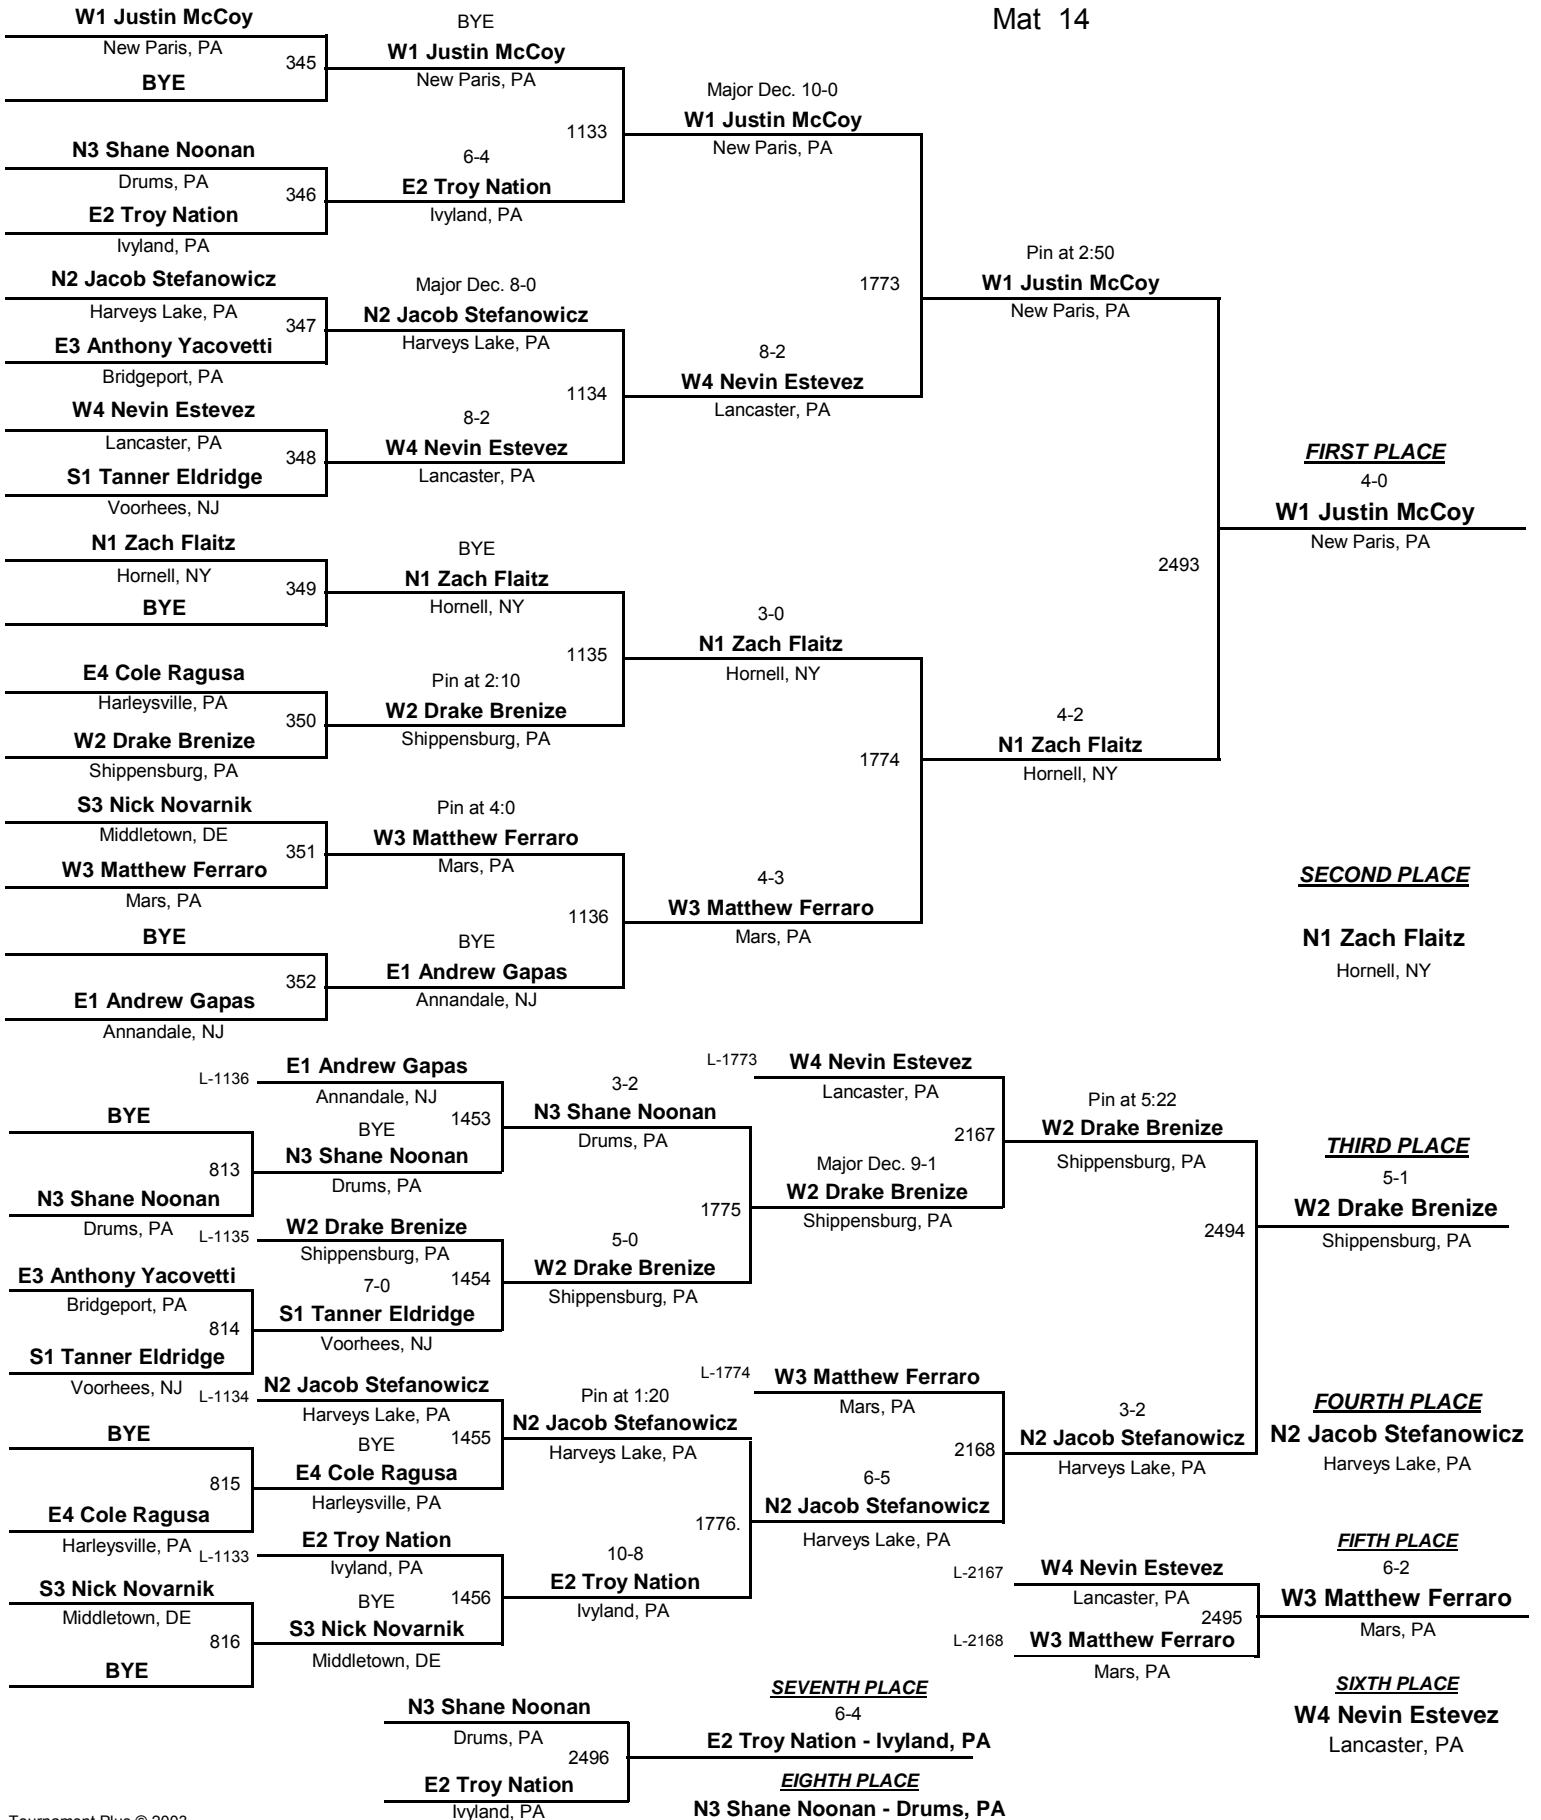 Mat 14
W1 Justin McCoy
New Paris, PA
345
BYE
N3 Shane Noonan
Drums, PA
346
E2 Troy Nation
Ivyland, PA
N2 Jacob Stefanowicz
Harveys Lake, PA
347
E3 Anthony Yacovetti
Bridgeport, PA
W4 Nevin Estevez
Lancaster, PA
348
S1 Tanner Eldridge
Voorhees, NJ
N1 Zach Flaitz
Hornell, NY
349
BYE
E4 Cole Ragusa
Harleysville, PA
350
W2 Drake Brenize
Shippensburg, PA
S3 Nick Novarnik
Middletown, DE
351
W3 Matthew Ferraro
Mars, PA
BYE
352
E1 Andrew Gapas
Annandale, NJ
BYE
W1 Justin McCoy
New Paris, PA
1133
6-4
E2 Troy Nation
Ivyland, PA
Major Dec. 8-0
N2 Jacob Stefanowicz
Harveys Lake, PA
1134
8-2
W4 Nevin Estevez
Lancaster, PA
BYE
N1 Zach Flaitz
Hornell, NY
1135
Pin at 2:10
W2 Drake Brenize
Shippensburg, PA
Pin at 4:0
W3 Matthew Ferraro
Mars, PA
1136
BYE
E1 Andrew Gapas
Annandale, NJ
Major Dec. 10-0
W1 Justin McCoy
New Paris, PA
1773
8-2
W4 Nevin Estevez
Lancaster, PA
3-0
N1 Zach Flaitz
Hornell, NY
1774
4-3
W3 Matthew Ferraro
Mars, PA
Pin at 2:50
W1 Justin McCoy
New Paris, PA
2493
4-2
N1 Zach Flaitz
Hornell, NY
FIRST PLACE
4-0
W1 Justin McCoy
New Paris, PA
SECOND PLACE
N1 Zach Flaitz
Hornell, NY
BYE
813
N3 Shane Noonan
Drums, PA
E3 Anthony Yacovetti
Bridgeport, PA
814
S1 Tanner Eldridge
Voorhees, NJ
BYE
815
E4 Cole Ragusa
Harleysville, PA
S3 Nick Novarnik
Middletown, DE
816
BYE
L-1136
E1 Andrew Gapas
Annandale, NJ
1453
BYE
N3 Shane Noonan
Drums, PA
L-1135
W2 Drake Brenize
Shippensburg, PA
1454
7-0
S1 Tanner Eldridge
Voorhees, NJ
L-1134
N2 Jacob Stefanowicz
Harveys Lake, PA
1455
BYE
E4 Cole Ragusa
Harleysville, PA
L-1133
E2 Troy Nation
Ivyland, PA
1456
BYE
S3 Nick Novarnik
Middletown, DE
3-2
N3 Shane Noonan
Drums, PA
1775
5-0
W2 Drake Brenize
Shippensburg, PA
Pin at 1:20
N2 Jacob Stefanowicz
Harveys Lake, PA
1776.
10-8
E2 Troy Nation
Ivyland, PA
L-1773
W4 Nevin Estevez
Lancaster, PA
2167
Major Dec. 9-1
W2 Drake Brenize
Shippensburg, PA
L-1774
W3 Matthew Ferraro
Mars, PA
2168
6-5
N2 Jacob Stefanowicz
Harveys Lake, PA
Pin at 5:22
W2 Drake Brenize
Shippensburg, PA
2494
3-2
N2 Jacob Stefanowicz
Harveys Lake, PA
THIRD PLACE
5-1
W2 Drake Brenize
Shippensburg, PA
FOURTH PLACE
N2 Jacob Stefanowicz
Harveys Lake, PA
L-2167
W4 Nevin Estevez
Lancaster, PA
2495
L-2168
W3 Matthew Ferraro
Mars, PA
FIFTH PLACE
6-2
W3 Matthew Ferraro
Mars, PA
SIXTH PLACE
W4 Nevin Estevez
Lancaster, PA
N3 Shane Noonan
Drums, PA
2496
E2 Troy Nation
Ivyland, PA
SEVENTH PLACE
6-4
E2 Troy Nation - Ivyland, PA
EIGHTH PLACE
N3 Shane Noonan - Drums, PA
Tournament Plus © 2003